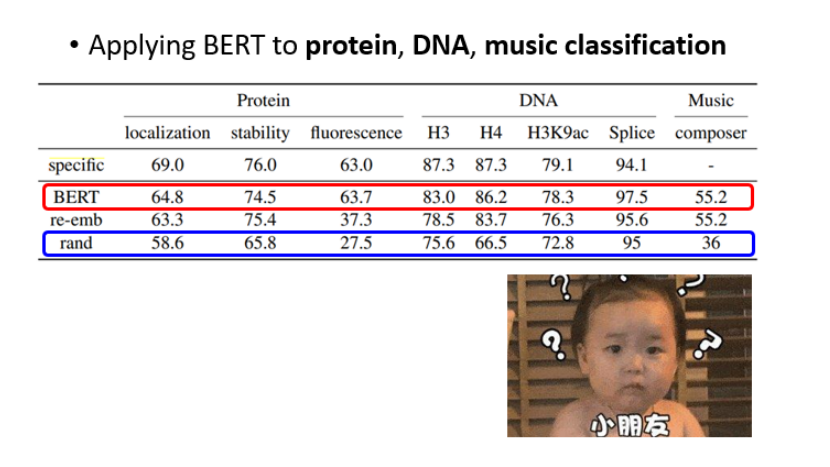 • Applying BERT to protein, DNA, music classification
Protein DNA Music
localization stability fluorescence H3 H4 H3K9ac Splice composer
specific 69.0 76.0 63.0 87.3 87.3 79.1 94.1 -
BERT 64.8 74.5 63.7 83.0 86.2 78.3 97.5 55.2
re-emb 63.3 75.4 37.3 78.5 83.7 76.3 95.6 55.2
rand 58.6 65.8 27.5 75.6 66.5 72.8 95 36
? ? ?
? ?
小朋友